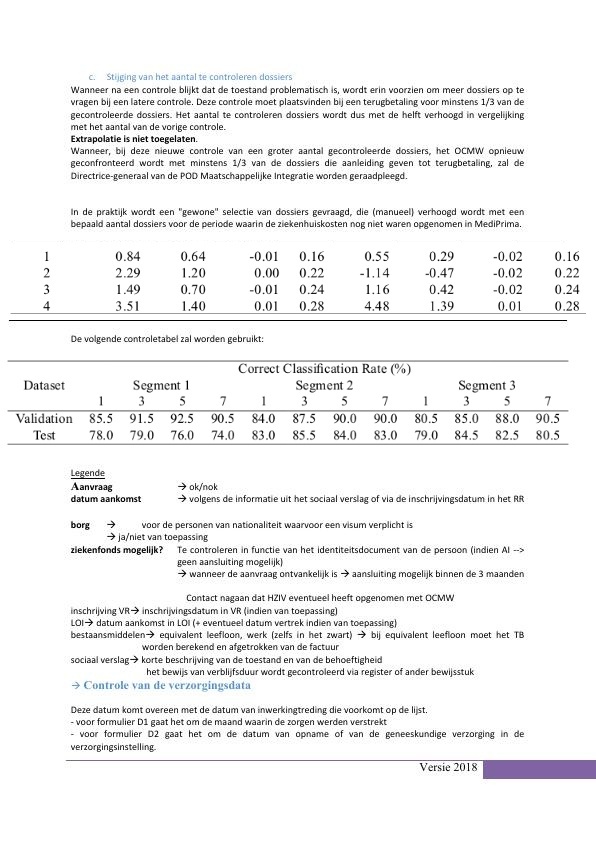 c. Stijging van het aantal te controleren dossiers
Wanneer na een controle blijkt dat de toestand problematisch is, wordt erin voorzien om meer dossiers op te
vragen bij een latere controle. Deze controle moet plaatsvinden bij een terugbetaling voor minstens 1/3 van de
gecontroleerde dossiers. Het aantal te controleren dossiers wordt dus met de helft verhoogd in vergelijking
met het aantal van de vorige controle.
Extrapolatie is niet toegelaten.
Wanneer, bij deze nieuwe controle van een groter aantal gecontroleerde dossiers, het OCMW opnieuw
geconfronteerd wordt met minstens 1/3 van de dossiers die aanleiding geven tot terugbetaling, zal de
Directrice-generaal van de POD Maatschappelijke Integratie worden geraadpleegd.
In de praktijk wordt een "gewone" selectie van dossiers gevraagd, die (manueel) verhoogd wordt met een
bepaald aantal dossiers voor de periode waarin de ziekenhuiskosten nog niet waren opgenomen in MediPrima.
1 0.84 0.64 -0.01 0.16 0.55 0.29 -0.02 0.16
2 2.29 1.20 0.00 0.22 -1.14 -0.47 -0.02 0.22
3 1.49 0.70 -0.01 0.24 1.16 0.42 -0.02 0.24
4 3.51 1.40 0.01 0.28 4.48 1.39 0.01 0.28
De volgende controletabel zal worden gebruikt:
Correct Classification Rate (%)
Dataset Segment 1 Segment 2 Segment 3
1 3 5 7 1 3 5 7 1 3 5 7
Validation 85.5 91.5 92.5 90.5 84.0 87.5 90.0 90.0 80.5 85.0 88.0 90.5
Test 78.0 79.0 76.0 74.0 83.0 85.5 84.0 83.0 79.0 84.5 82.5 80.5
Legende
Aanvraag → ok/nok
datum aankomst → volgens de informatie uit het sociaal verslag of via de inschrijvingsdatum in het RR
borg → voor de personen van nationaliteit waarvoor een visum verplicht is
→ ja/niet van toepassing
ziekenfonds mogelijk? Te controleren in functie van het identiteitsdocument van de persoon (indien AI -->
geen aansluiting mogelijk)
→ wanneer de aanvraag ontvankelijk is → aansluiting mogelijk binnen de 3 maanden
Contact nagaan dat HZIV eventueel heeft opgenomen met OCMW
inschrijving VR→ inschrijvingsdatum in VR (indien van toepassing)
LOI→ datum aankomst in LOI (+ eventueel datum vertrek indien van toepassing)
bestaansmiddelen→ equivalent leefloon, werk (zelfs in het zwart) → bij equivalent leefloon moet het TB
worden berekend en afgetrokken van de factuur
sociaal verslag→ korte beschrijving van de toestand en van de behoeftigheid
het bewijs van verblijfsduur wordt gecontroleerd via register of ander bewijsstuk
→ Controle van de verzorgingsdata
Deze datum komt overeen met de datum van inwerkingtreding die voorkomt op de lijst.
- voor formulier D1 gaat het om de maand waarin de zorgen werden verstrekt
- voor formulier D2 gaat het om de datum van opname of van de geneeskundige verzorging in de
verzorgingsinstelling.
Versie 2018